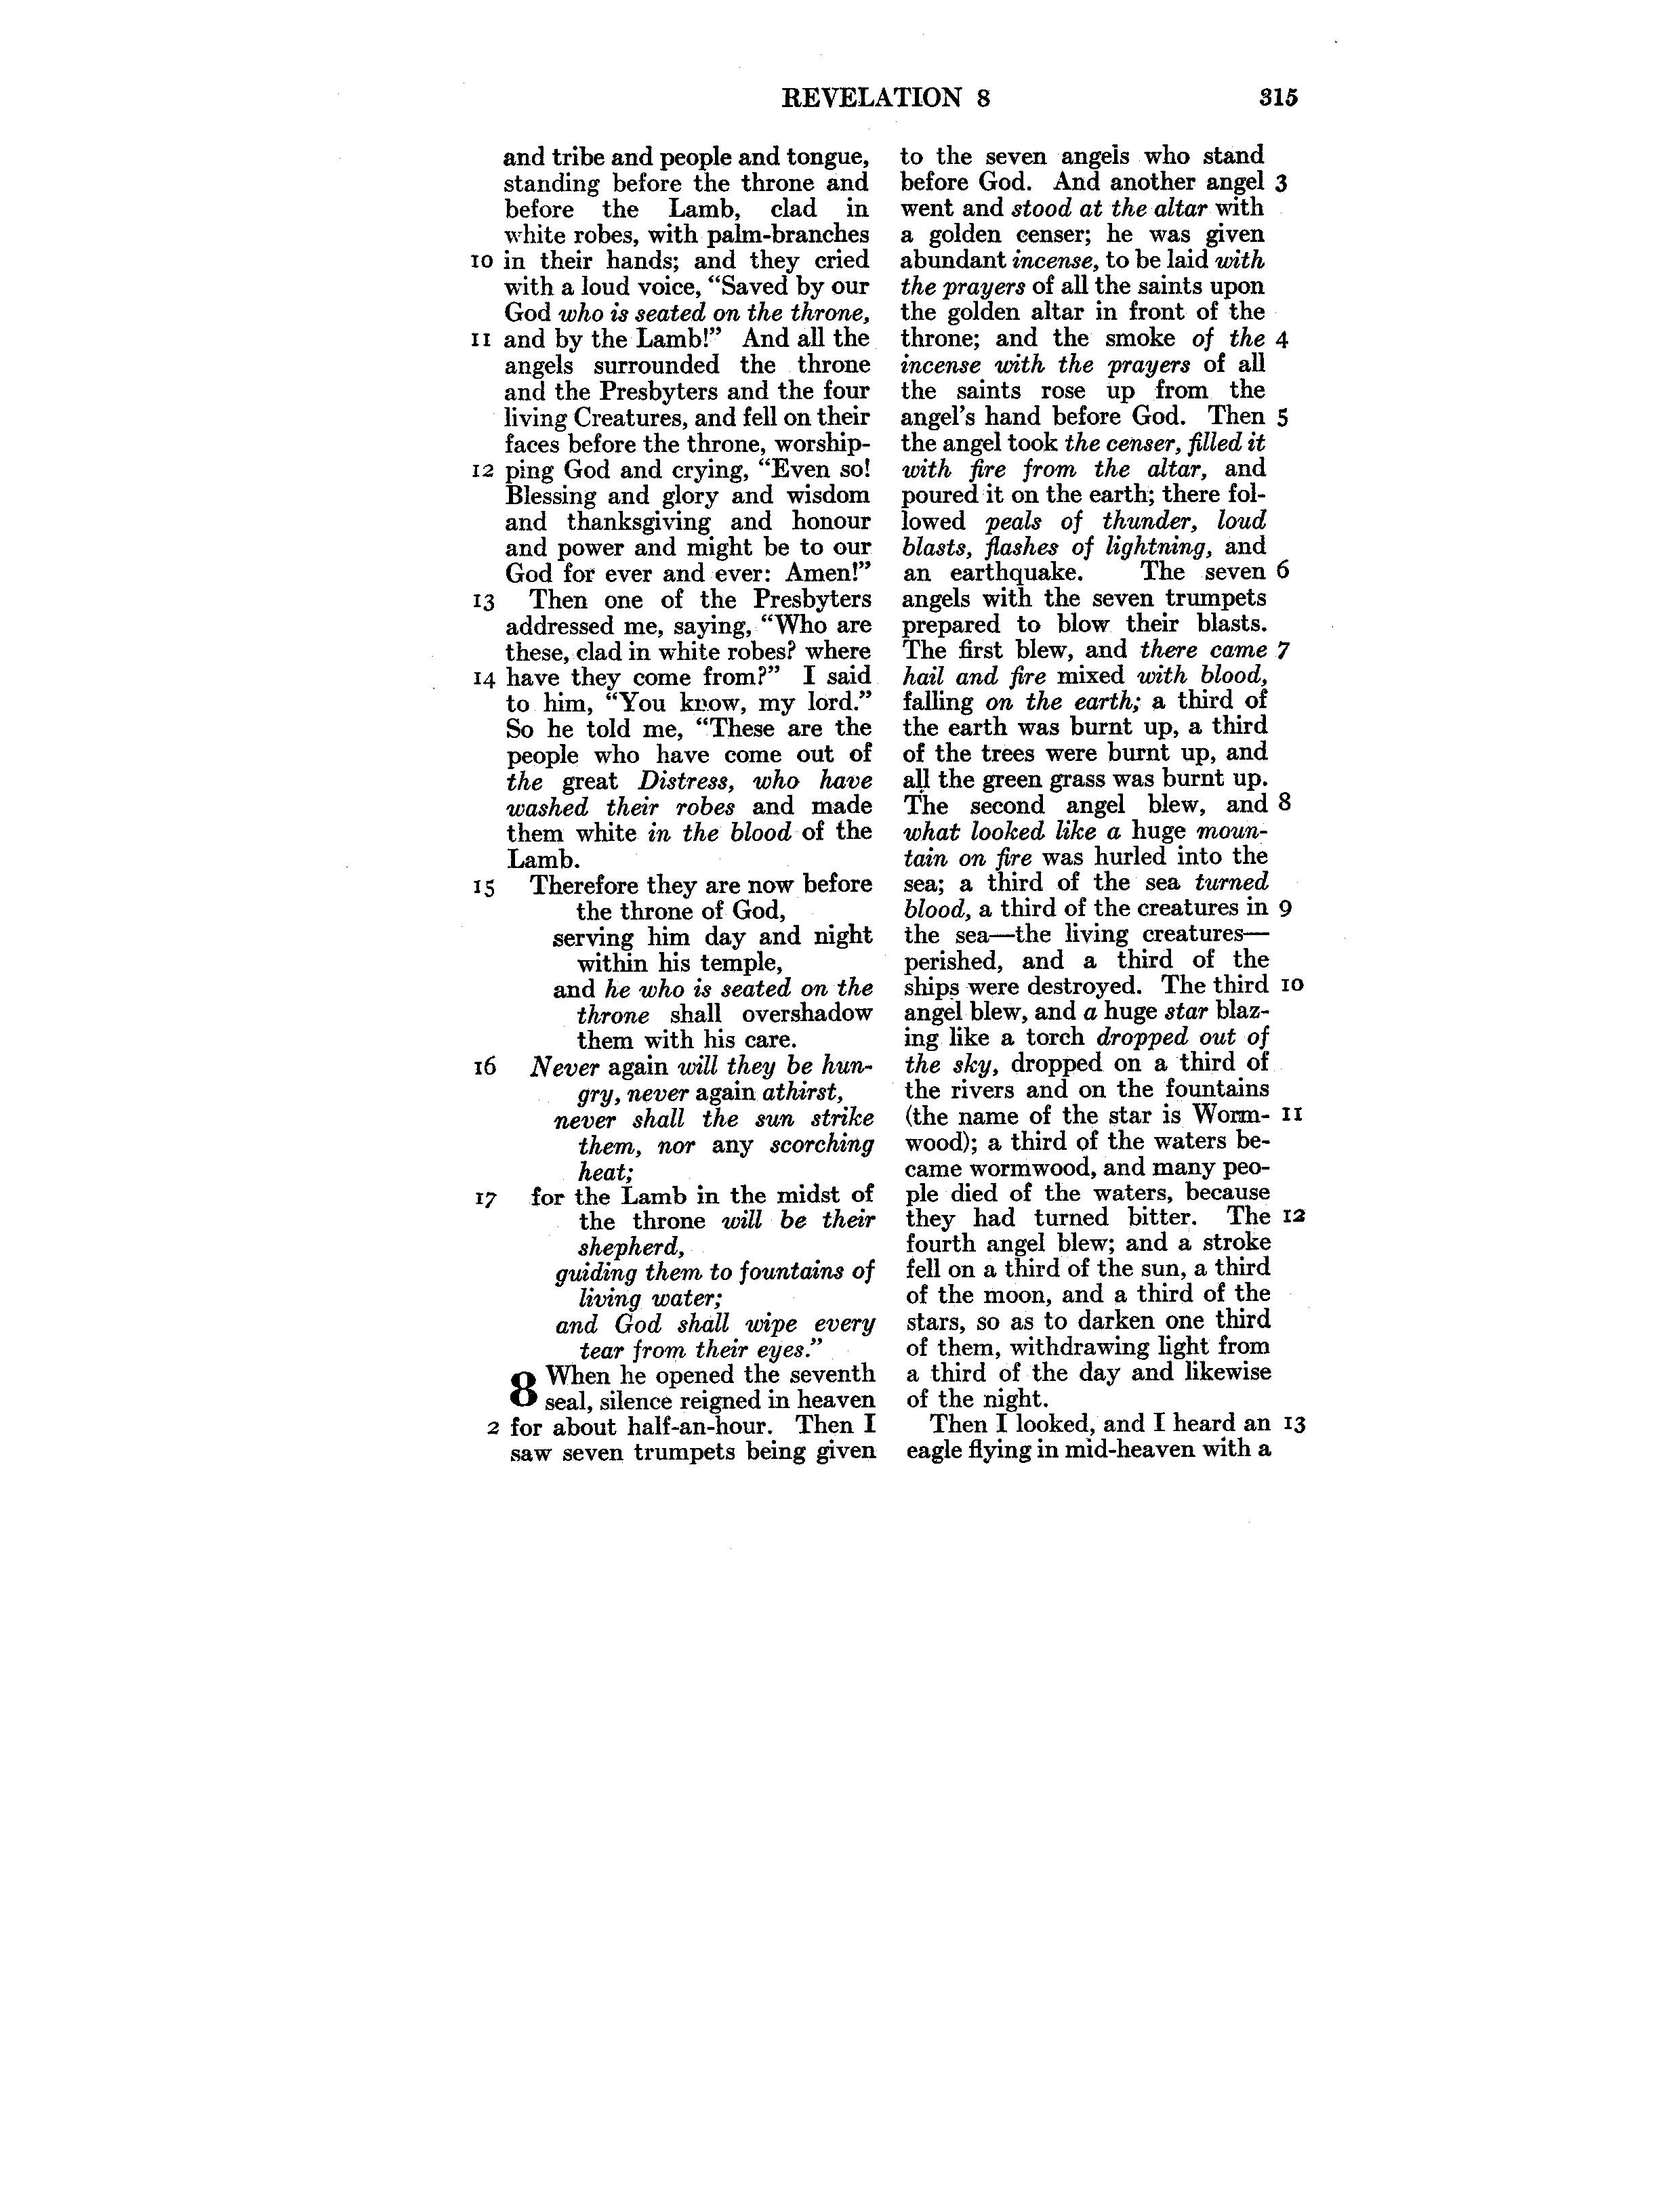 REVELATION 8 315
and tribe and people and tongue,
standing before the throne and
before the Lamb, clad in
white robes, with palm-branches
10 in their hands; and they cried
with a loud voice, “Saved by our
God who is seated on the throne,
11 and by the Lamb!” And all the
angels surrounded the throne
and the Presbyters and the four
living Creatures, and fell on their
faces before the throne, worship-
12 ping God and crying, “Even so!
Blessing and glory and wisdom
and thanksgiving and honour
and power and might be to our
God for ever and ever: Amen!”
13 Then one of the Presbyters
addressed me, saying, “Who are
these, clad in white robes? where
14 have they come from?” I said
to him, “You know, my lord.”
So he told me, “These are the
people who have come out of
the great Distress, who have
washed their robes and made
them white in the blood of the
Lamb.
15 Therefore they are now before
the throne of God,
serving him day and night
within his temple,
and he who is seated on the
throne shall overshadow
them with his care.
16 Never again will they be hun-
gry, never again athirst,
never shall the sun strike
them, nor any scorching
heat;
17 for the Lamb in the midst of
the throne will be their
shepherd,
guiding them to fountains of
living water;
and God shall wipe every
tear from their eyes.”
8 When he opened the seventh
seal, silence reigned in heaven
2 for about half-an-hour. Then I
saw seven trumpets being given
to the seven angels who stand
before God. And another angel 3
went and stood at the altar with
a golden censer; he was given
abundant incense, to be laid with
the prayers of all the saints upon
the golden altar in front of the
throne; and the smoke of the 4
incense with the prayers of all
the saints rose up from the
angel’s hand before God. Then 5
the angel took the censer, filled it
with fire from the altar, and
poured it on the earth; there fol-
lowed peals of thunder, loud
blasts, flashes of lightning, and
an earthquake. The seven 6
angels with the seven trumpets
prepared to blow their blasts.
The first blew, and there came 7
hail and fire mixed with blood,
falling on the earth; a third of
the earth was burnt up, a third
of the trees were burnt up, and
all the green grass was burnt up.
The second angel blew, and 8
what looked like a huge moun-
tain on fire was hurled into the
sea; a third of the sea turned
blood, a third of the creatures in 9
the sea—the living creatures—
perished, and a third of the
ships were destroyed. The third 10
angel blew, and a huge star blaz-
ing like a torch dropped out of
the sky, dropped on a third of
the rivers and on the fountains
(the name of the star is Worm- 11
wood); a third of the waters be-
came wormwood, and many peo-
ple died of the waters, because
they had turned bitter. The 12
fourth angel blew; and a stroke
fell on a third of the sun, a third
of the moon, and a third of the
stars, so as to darken one third
of them, withdrawing light from
a third of the day and likewise
of the night.
Then I looked, and I heard an 13
eagle flying in mid-heaven with a